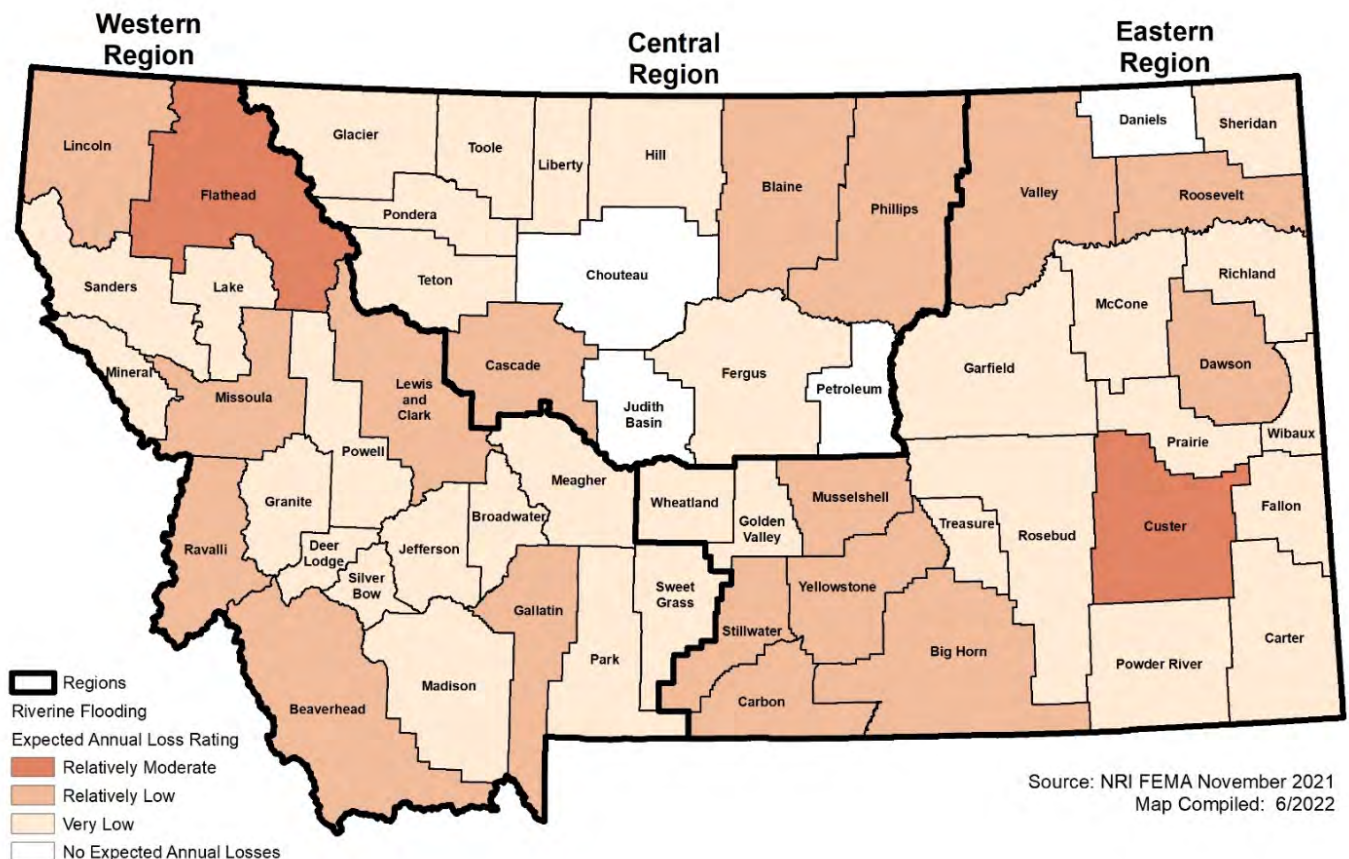 Western
Region
Central
Region
Eastern
Region
Lincoln
Flathead
Glacier
Toole
Liberty
Hill
Blaine
Phillips
Valley
Daniels
Sheridan
Roosevelt
Pondera
Teton
Chouteau
Sanders
Lake
Richland
McCone
Mineral
Missoula
Lewis
and
Clark
Cascade
Judith
Basin
Fergus
Petroleum
Garfield
Dawson
Prairie
Wibaux
Powell
Granite
Meagher
Broadwater
Wheatland
Golden
Valley
Musselshell
Treasure
Rosebud
Custer
Fallon
Ravalli
Deer
Lodge
Silver
Bow
Jefferson
Gallatin
Sweet
Grass
Stillwater
Yellowstone
Big Horn
Powder River
Carter
Beaverhead
Madison
Park
Carbon
Regions
Riverine Flooding
Expected Annual Loss Rating
Relatively Moderate
Relatively Low
Very Low
No Expected Annual Losses
Source: NRI FEMA November 2021
Map Compiled: 6/2022